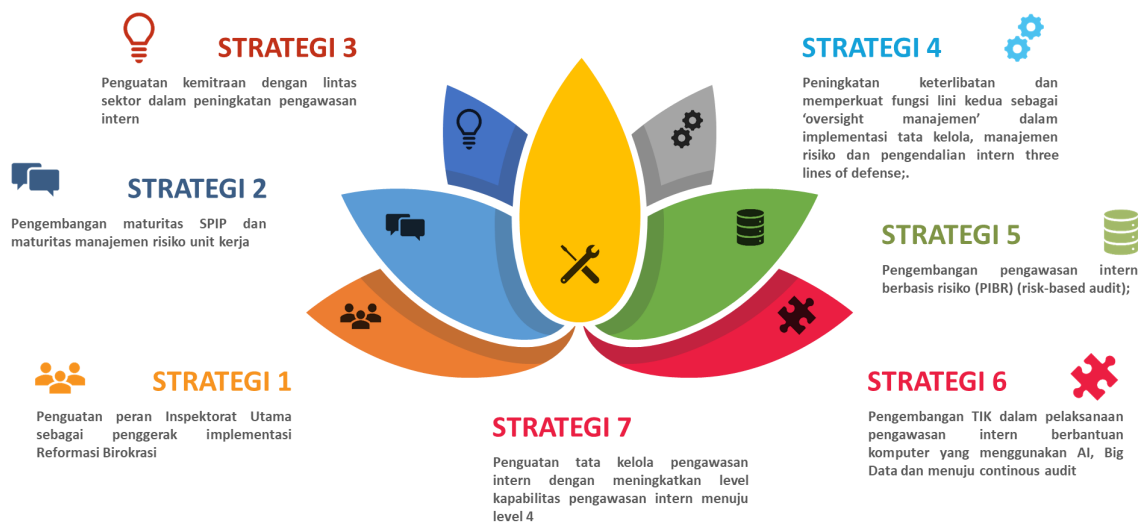 STRATEGI 3
Penguatan kemitraan dengan lintas
sektor dalam peningkatan pengawasan
intern
STRATEGI 4
Peningkatan keterlibatan dan
memperkuat fungsi lini kedua sebagai
‘oversight manajemen’ dalam
implementasi tata kelola, manajemen
risiko dan pengendalian intern three
lines of defense;.
STRATEGI 2
Pengembangan maturitas SPIP dan
maturitas manajemen risiko unit kerja
STRATEGI 5
Pengembangan pengawasan intern
berbasis risiko (PIBR) (risk-based audit);
STRATEGI 1
Penguatan peran Inspektorat Utama
sebagai penggerak implementasi
Reformasi Birokrasi
STRATEGI 6
Pengembangan TIK dalam pelaksanaan
pengawasan intern berbantuan
komputer yang menggunakan AI, Big
Data dan menuju continous audit
STRATEGI 7
Penguatan tata kelola pengawasan
intern dengan meningkatkan level
kapabilitas pengawasan intern menuju
level 4